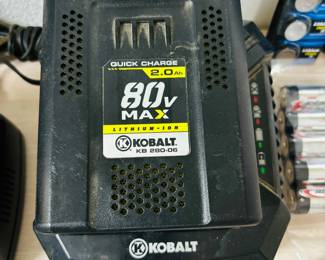 QUICK CHARGE
2.0Ah
80V
MAX
LITHIUM-ION
KOBALT
KB 280-06
KOBALT